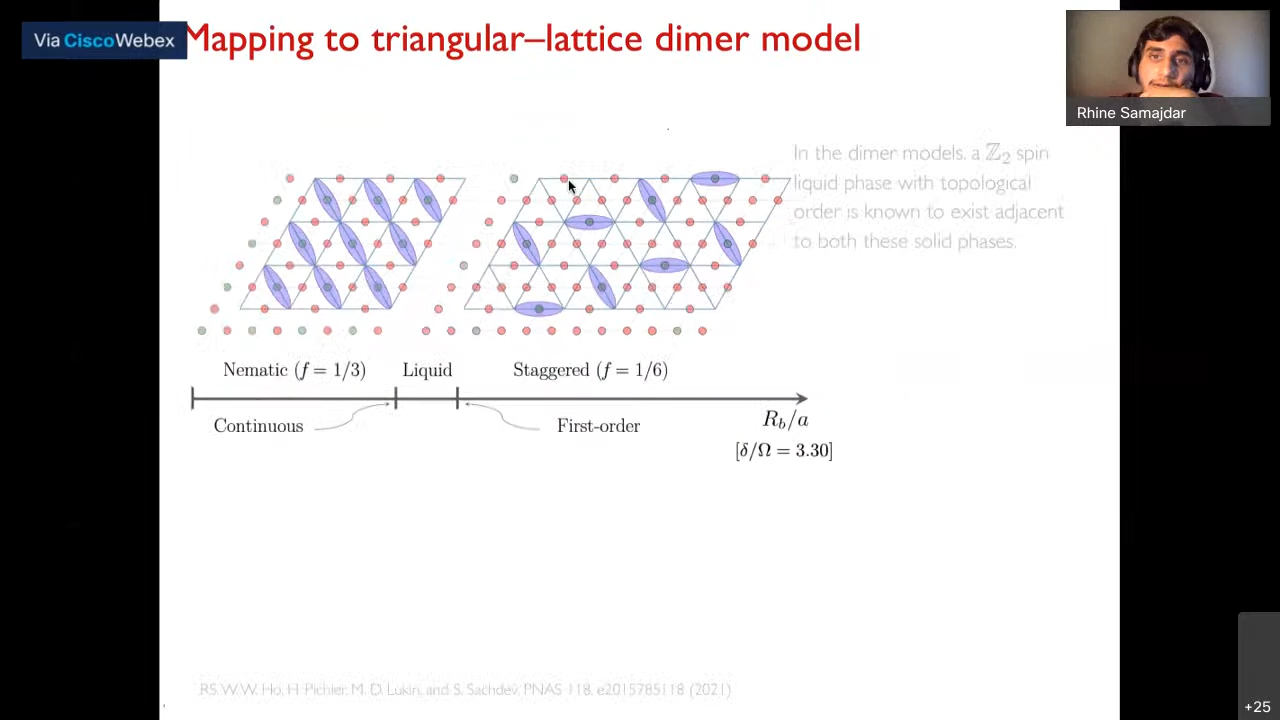 Via CiscoWebex
Mapping to triangular–lattice dimer model
Rhine Samajdar
In the dimer models, a ℤ₂ spin
liquid phase with topological
order is known to exist adjacent
to both these solid phases.
Nematic (f = 1/3)
Liquid
Staggered (f = 1/6)
Continuous
First-order
R_b/a
[δ/Ω = 3.30]
RS, W.W. Ho, H. Pichler, M. D. Lukin, and S. Sachdev, PNAS 118, e2015785118 (2021)
+25